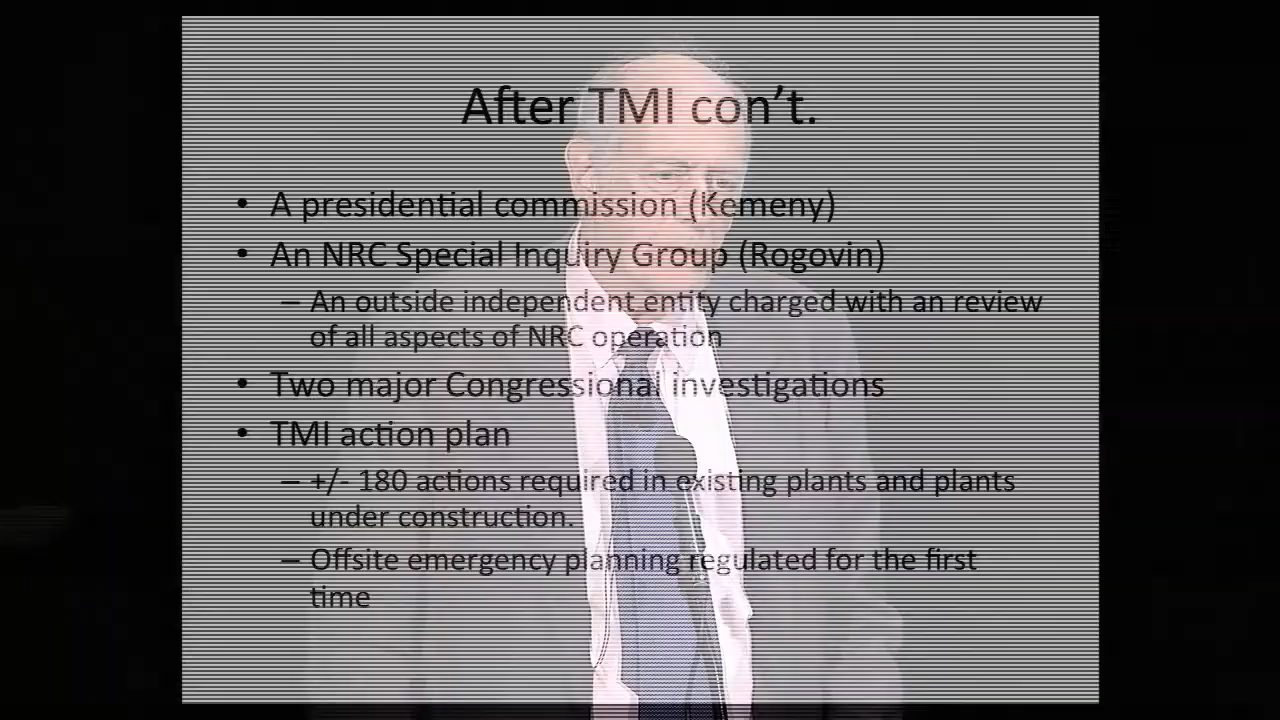 After TMI con’t.
• A presidential commission (Kemeny)
• An NRC Special Inquiry Group (Rogovin)
– An outside independent entity charged with an review
of all aspects of NRC operation
• Two major Congressional investigations
• TMI action plan
– +/- 180 actions required in existing plants and plants
under construction.
– Offsite emergency planning regulated for the first
time